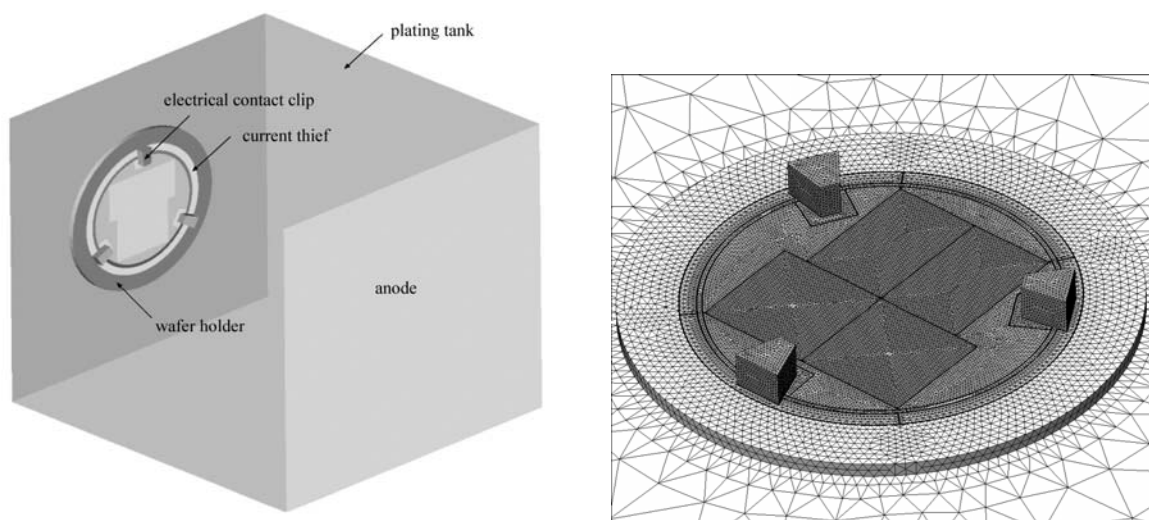 plating tank
electrical contact clip
current thief
anode
wafer holder